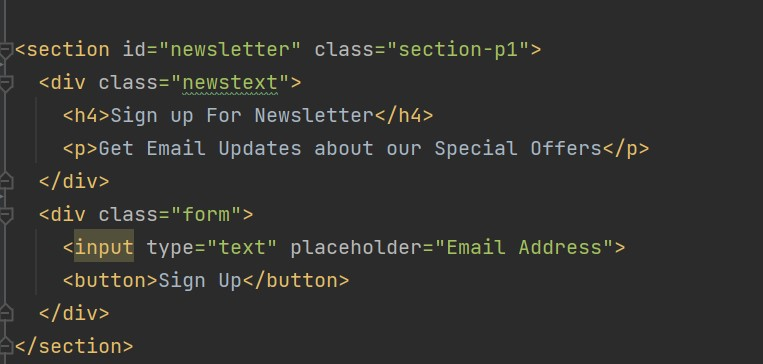 <section id="newsletter" class="section-p1">
<div class="newstext">
<h4>Sign up For Newsletter</h4>
<p>Get Email Updates about our Special Offers</p>
</div>
<div class="form">
<input type="text" placeholder="Email Address">
<button>Sign Up</button>
</div>
</section>